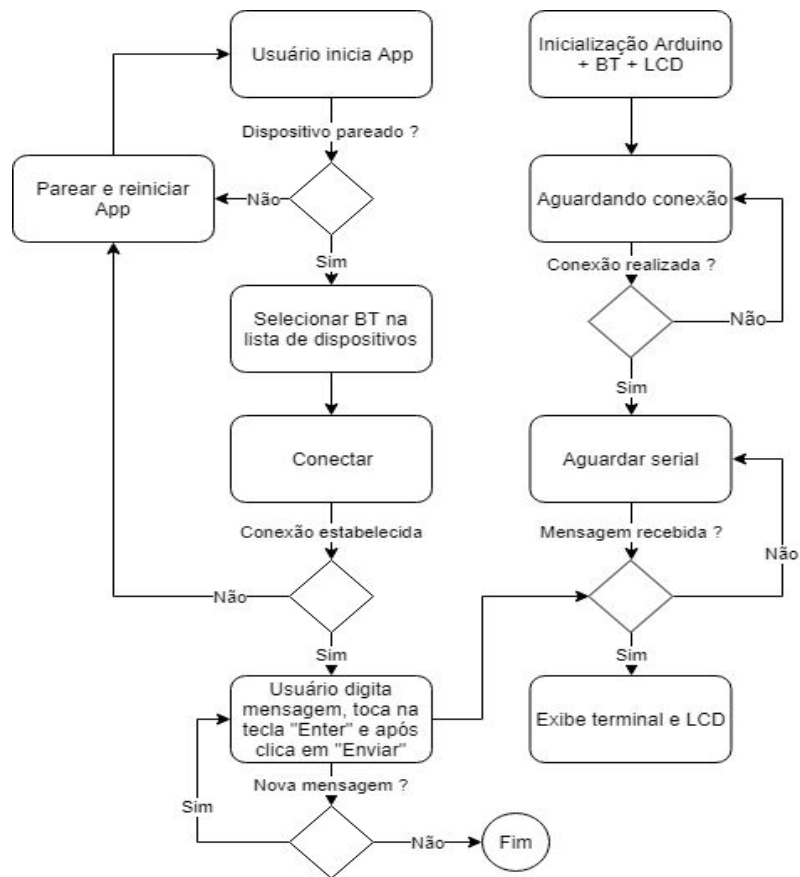 Usuário inicia App
Dispositivo pareado ?
Não
Parear e reiniciar
App
Sim
Selecionar BT na
lista de dispositivos
Conectar
Conexão estabelecida
Não
Sim
Usuário digita
mensagem, toca na
tecla "Enter" e após
clica em "Enviar"
Nova mensagem ?
Sim
Não
Fim
Inicialização Arduino
+ BT + LCD
Aguardando conexão
Conexão realizada ?
Não
Sim
Aguardar serial
Mensagem recebida ?
Não
Sim
Exibe terminal e LCD